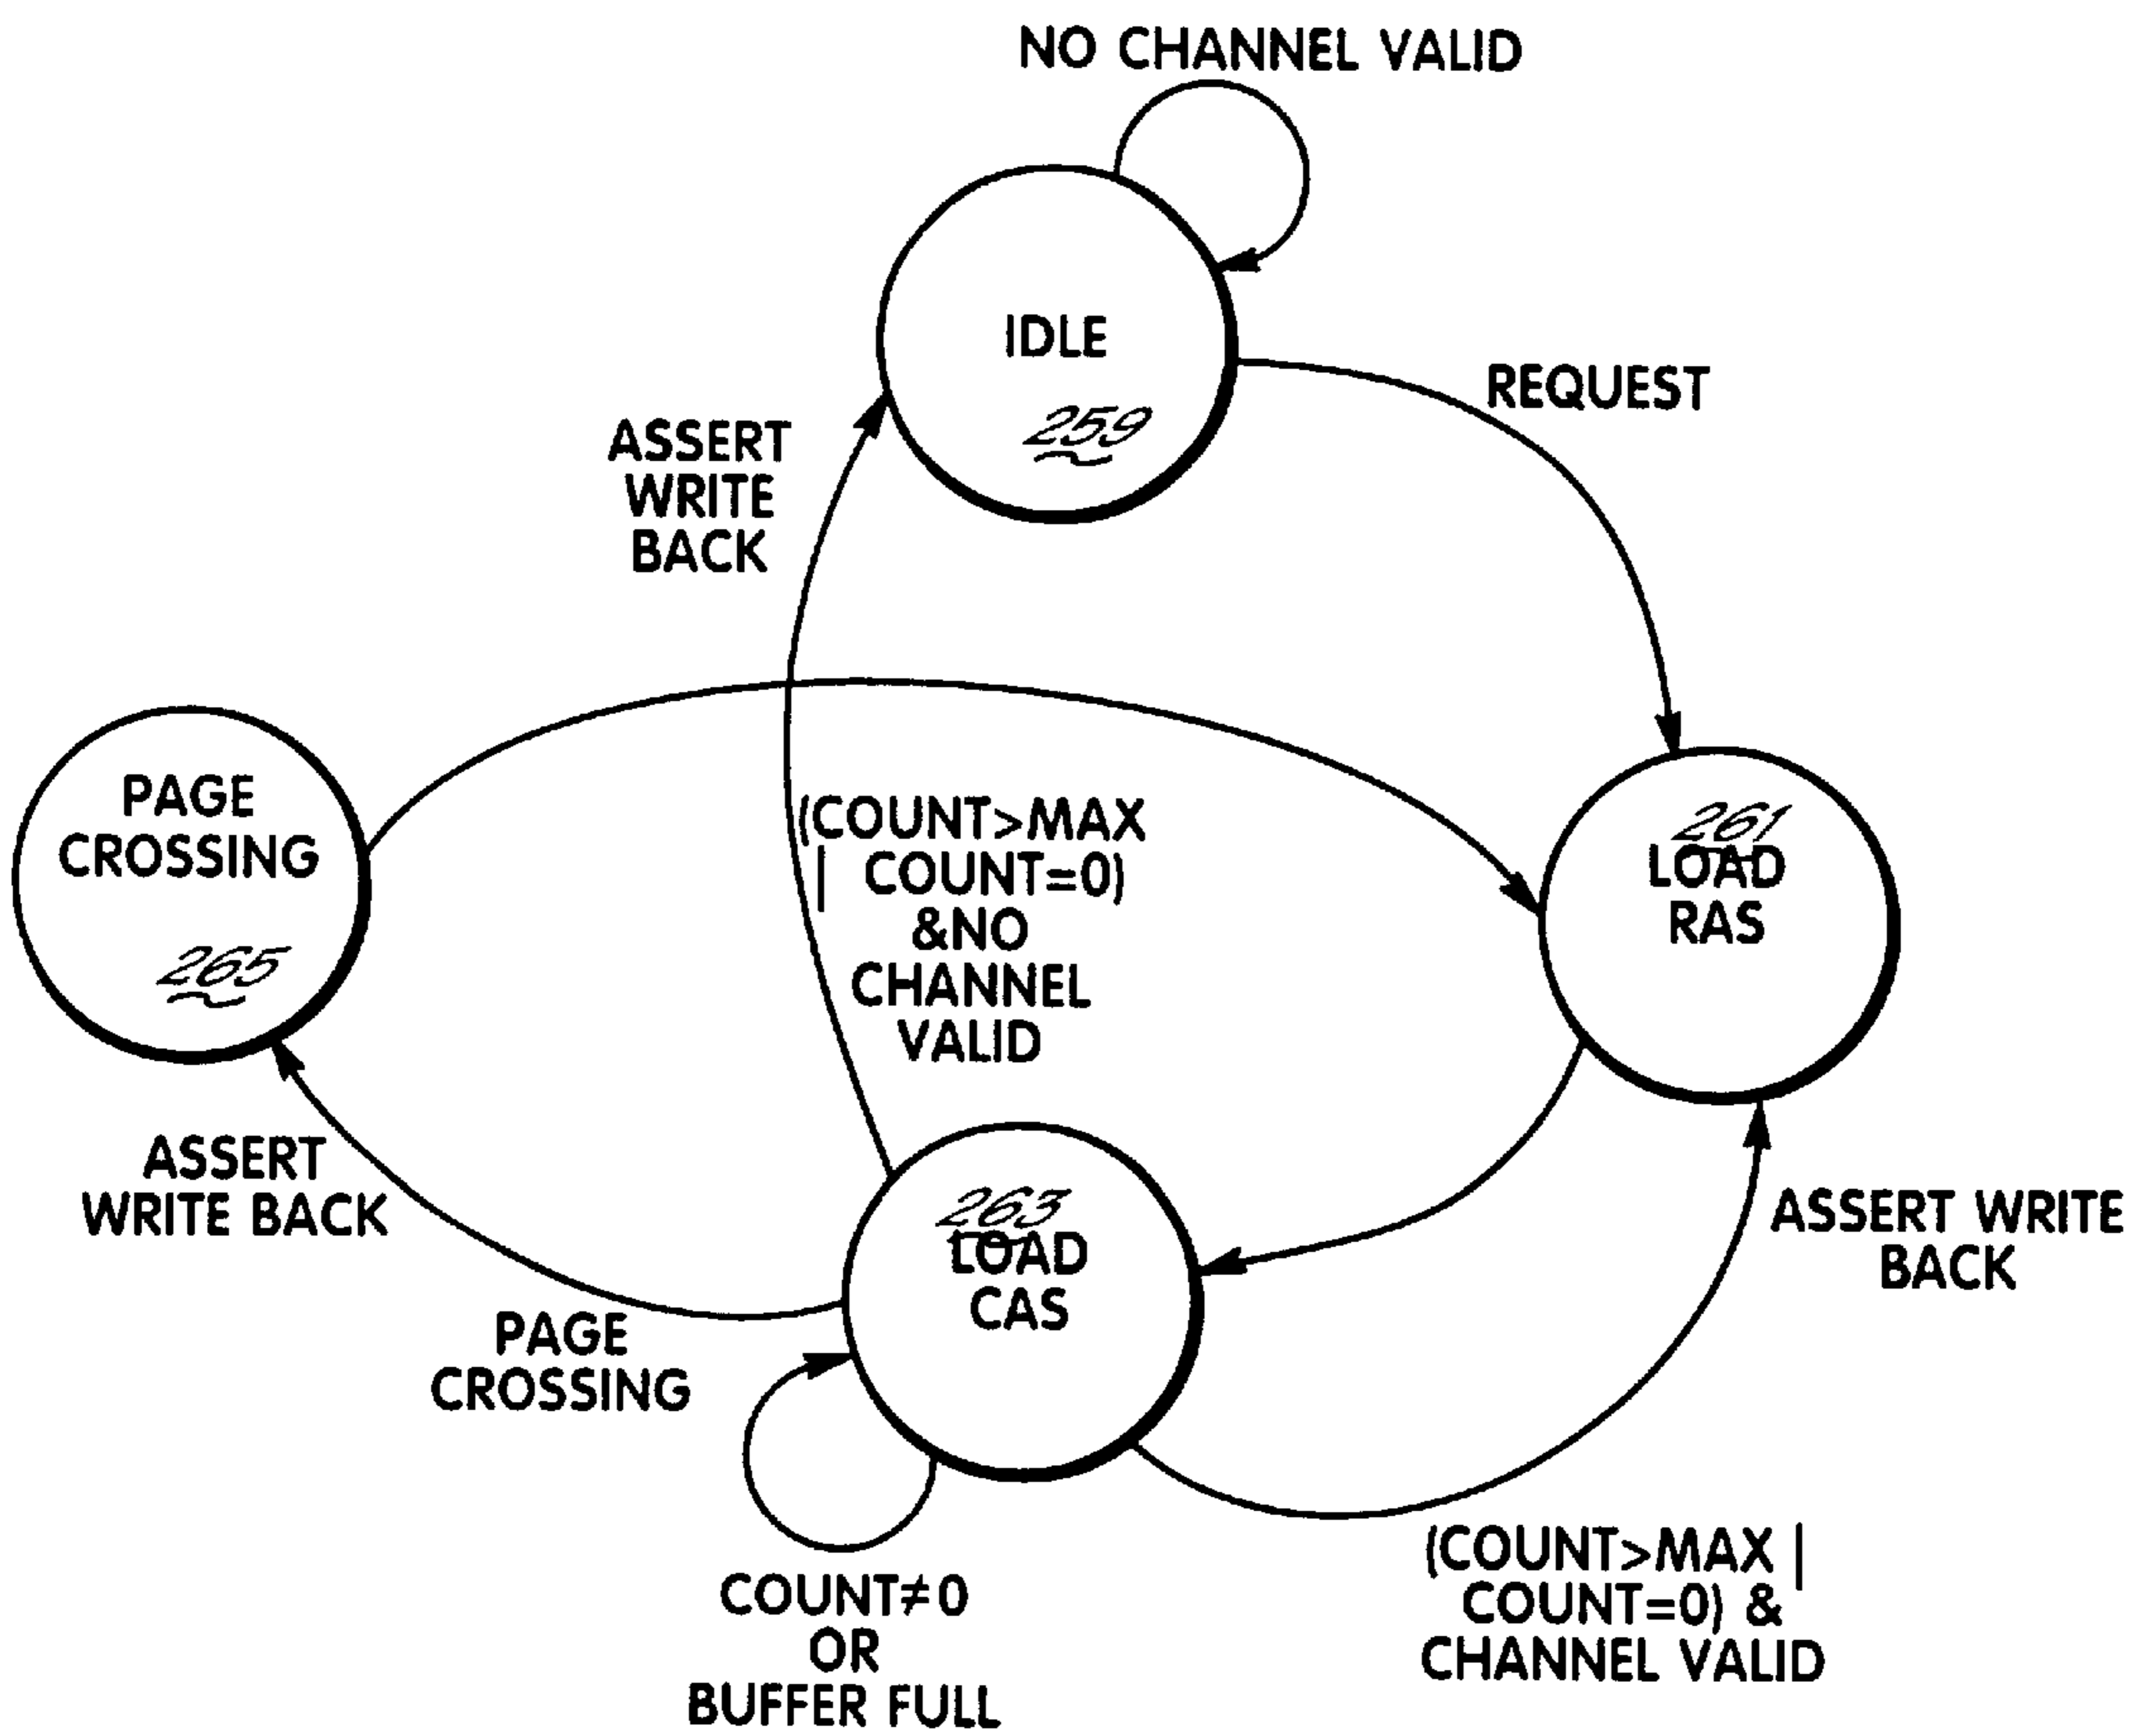 NO CHANNEL VALID
IDLE
259
REQUEST
ASSERT
WRITE
BACK
PAGE
CROSSING
265
(COUNT>MAX
| COUNT=0)
&NO
CHANNEL
VALID
261
LOAD
RAS
ASSERT
WRITE BACK
263
LOAD
CAS
ASSERT WRITE
BACK
PAGE
CROSSING
COUNT≠0
OR
BUFFER FULL
(COUNT>MAX |
COUNT=0) &
CHANNEL VALID